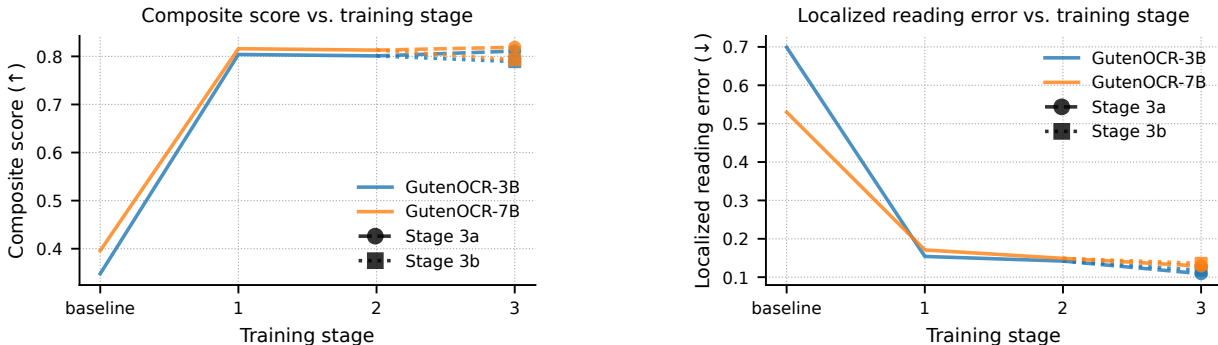 Composite score vs. training stage
0.8
0.7
0.6
0.5
0.4
Composite score (↑)
GutenOCR-3B
GutenOCR-7B
Stage 3a
Stage 3b
baseline
1
2
3
Training stage
Localized reading error vs. training stage
0.7
0.6
0.5
0.4
0.3
0.2
0.1
Localized reading error (↓)
GutenOCR-3B
GutenOCR-7B
Stage 3a
Stage 3b
baseline
1
2
3
Training stage